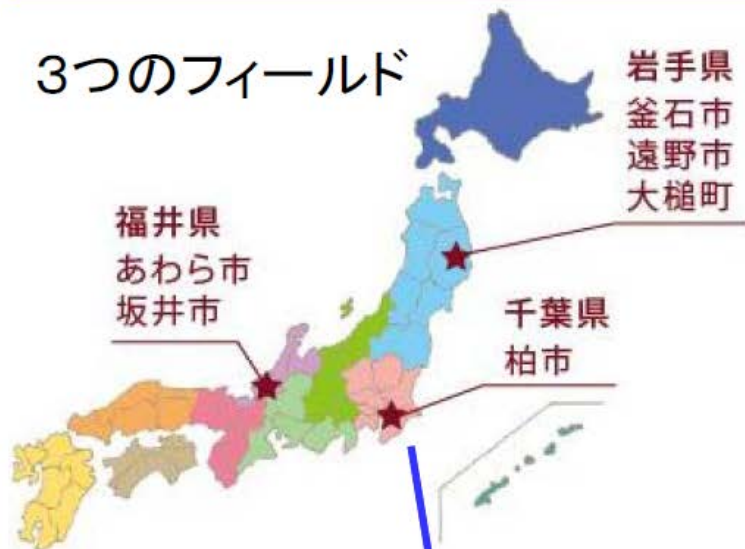 3つのフィールド
岩手県
釜石市
遠野市
大槌町
福井県
あわら市
坂井市
千葉県
柏市